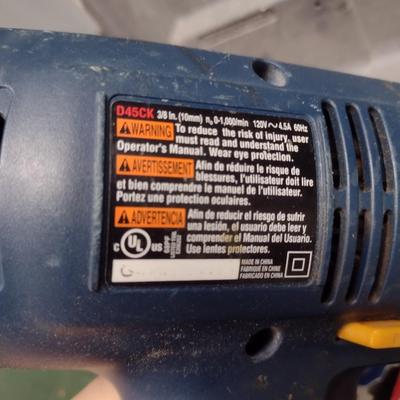 D45CK 3/8 in. (10mm) n₀ 0-1,000/min 120V~4.5A 60Hz
WARNING To reduce the risk of injury, user
must read and understand the
Operator's Manual. Wear eye protection.
AVERTISSEMENT Afin de réduire le risque de
blessures, l'utilisateur doit lire
et bien comprendre le manuel de l'utilisateur.
Portez une protection oculaires.
ADVERTENCIA Afin de reducir el riesgo de sufrir
una lesión, el usuario debe leer y
comprender el Manual del Usuario.
Use lentes protectores.
C UL US
MADE IN CHINA
FABRIQUÉ EN CHINE
FABRICADO EN CHINA